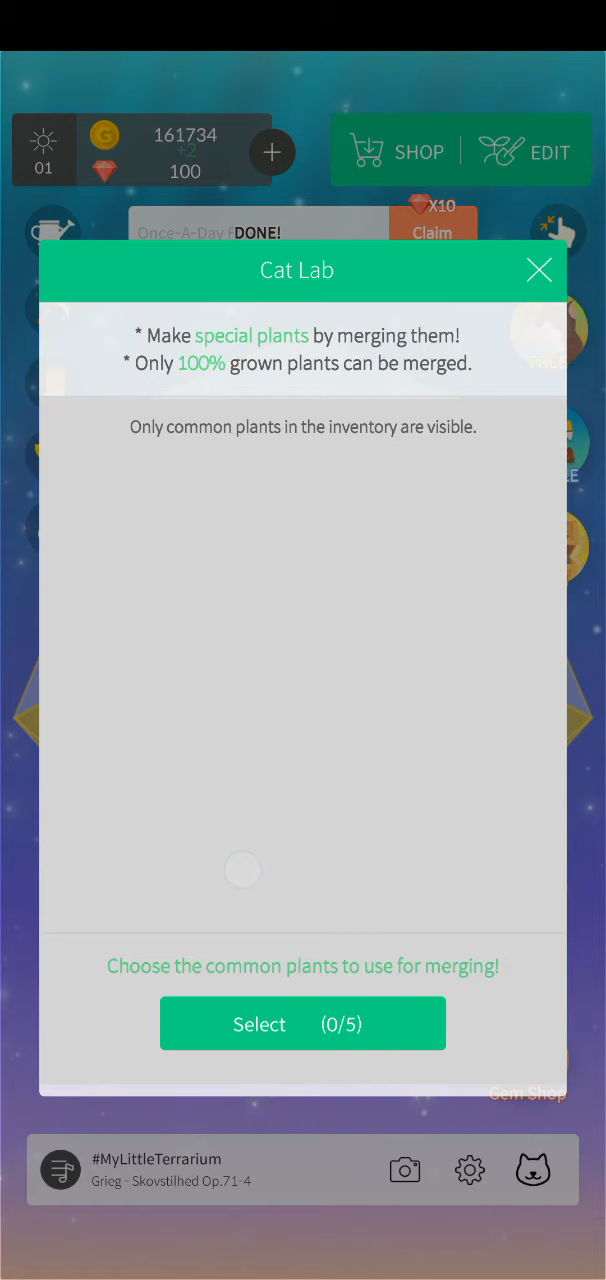 161734
+2
01
100
SHOP
EDIT
X10
Once-A-Day F
DONE!
Claim
Cat Lab
* Make special plants by merging them!
* Only 100% grown plants can be merged.
FREE
Only common plants in the inventory are visible.
LE
Choose the common plants to use for merging!
Select (0/5)
Gem Shop
#MyLittleTerrarium
Grieg - Skovstilhed Op.71-4